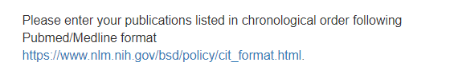 Please enter your publications listed in chronological order following
Pubmed/Medline format
https://www.nlm.nih.gov/bsd/policy/cit_format.html.